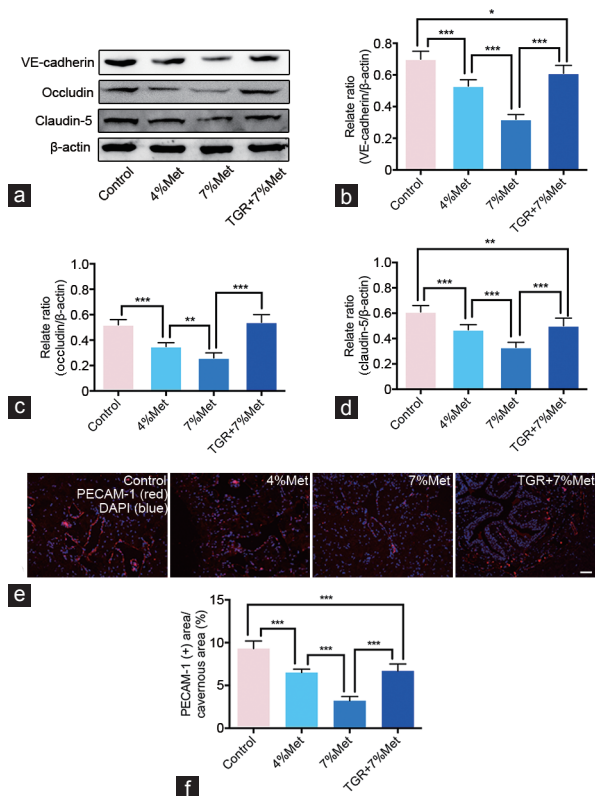 VE-cadherin
Occludin
Claudin-5
β-actin
Control
4%Met
7%Met
TGR+7%Met
a
*
***
***
***
Relate ratio
(VE-cadherin/β-actin)
0.8
0.6
0.4
0.2
0
Control
4%Met
7%Met
TGR+7%Met
b
***
**
***
Relate ratio
(occludin/β-actin)
1.0
0.8
0.6
0.4
0.2
0
Control
4%Met
7%Met
TGR+7%Met
c
**
***
***
***
Relate ratio
(claudin-5/β-actin)
1.0
0.8
0.6
0.4
0.2
0
Control
4%Met
7%Met
TGR+7%Met
d
Control
PECAM-1 (red)
DAPI (blue)
4%Met
7%Met
TGR+7%Met
e
***
***
***
***
PECAM-1 (+) area/
cavernous area (%)
15
10
5
0
Control
4%Met
7%Met
TGR+7%Met
f